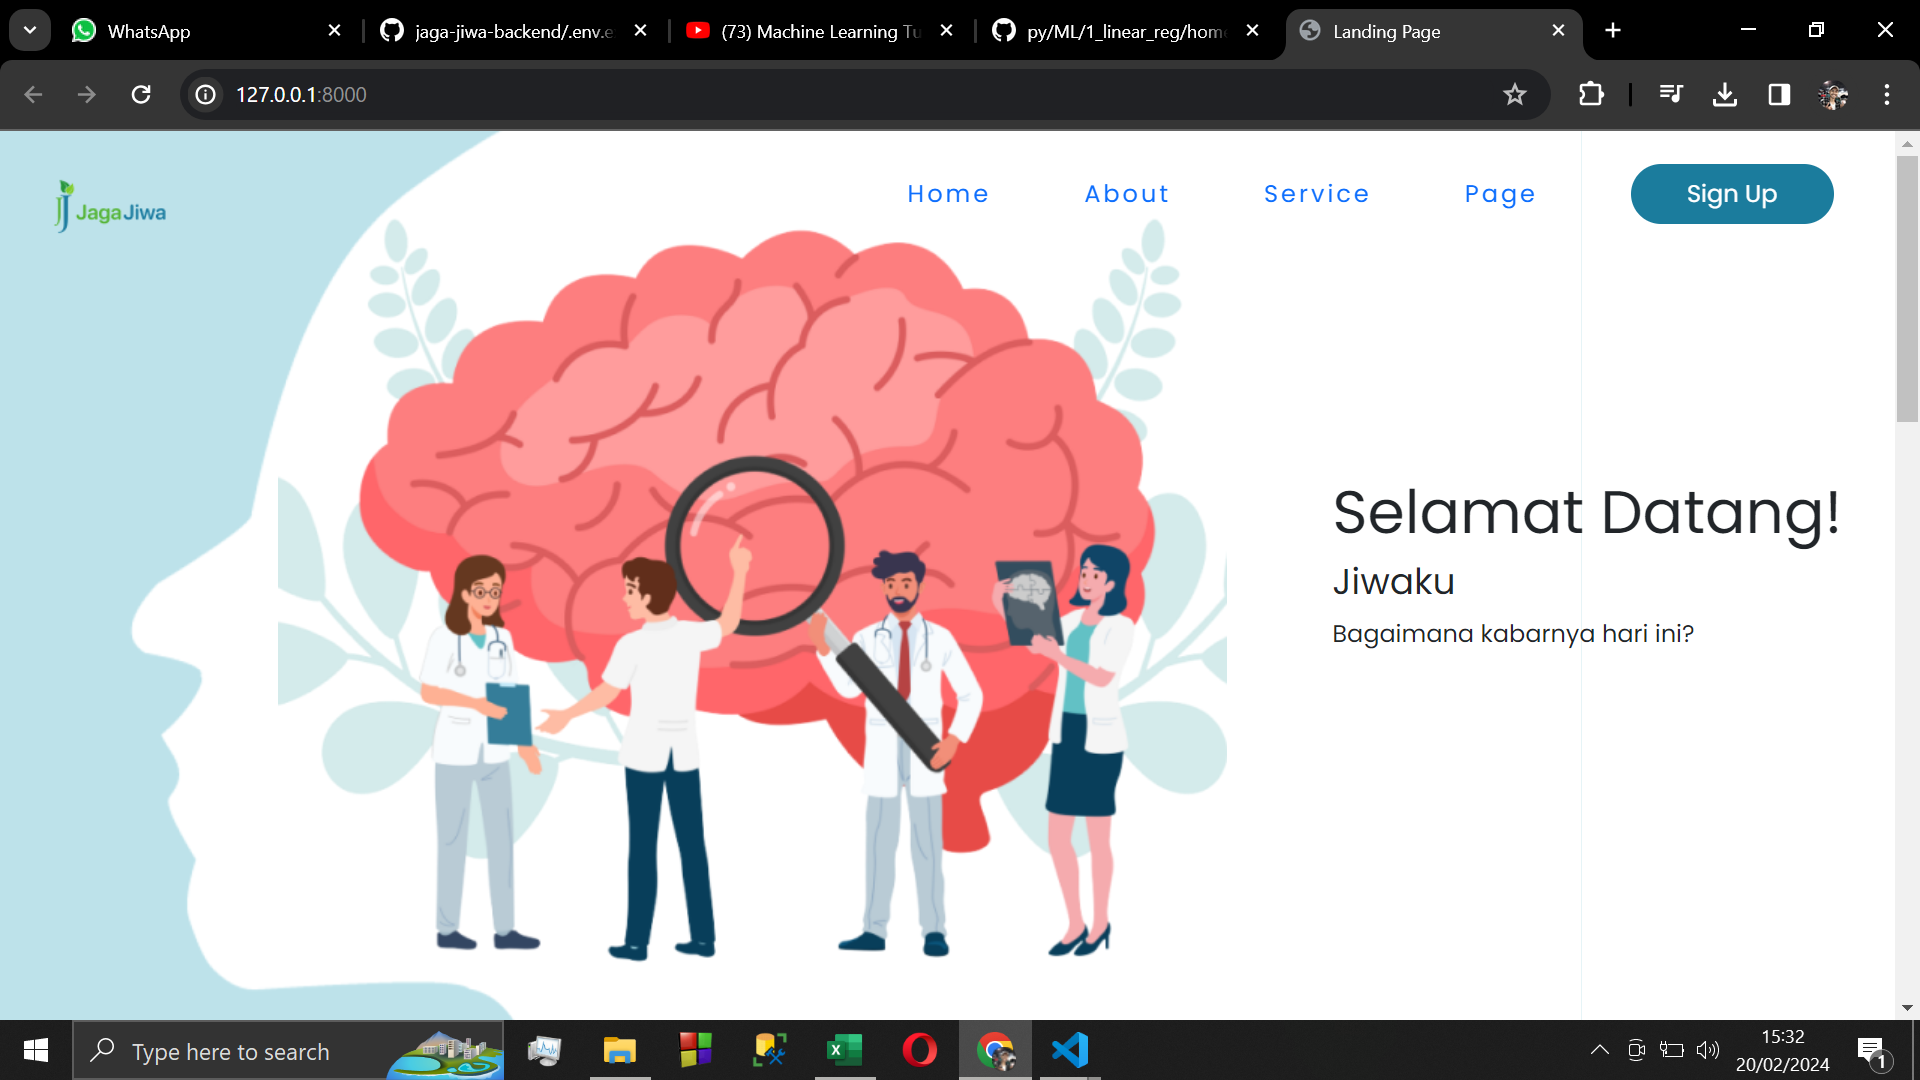 WhatsApp
jaga-jiwa-backend/.env.e
(73) Machine Learning Tu
py/ML/1_linear_reg/home
Landing Page
127.0.0.1:8000
JagaJiwa
Home
About
Service
Page
Sign Up
Selamat Datang!
Jiwaku
Bagaimana kabarnya hari ini?
Type here to search
15:32
20/02/2024
1